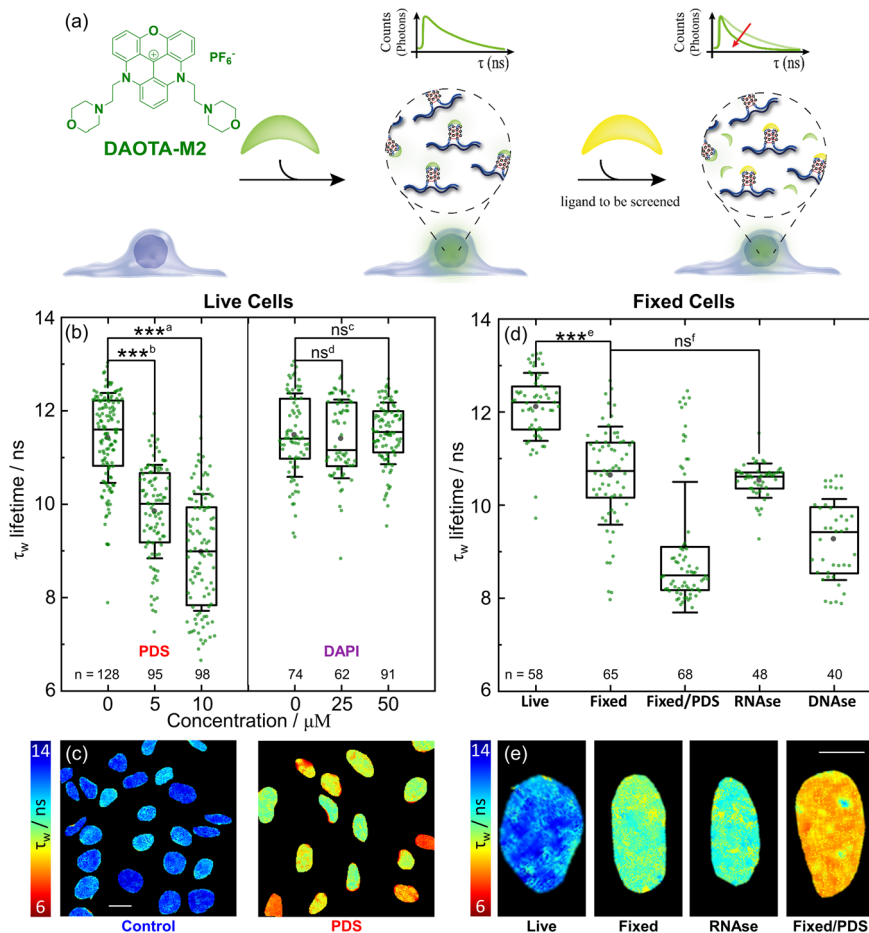 (a)
O
N
N
N
N
O
O
PF6-
DAOTA-M2
Counts
(Photons)
τ (ns)
Counts
(Photons)
τ (ns)
ligand to be screened
Live Cells
Fixed Cells
(b)
***a
***b
nsc
nsd
τw lifetime / ns
14
12
10
8
6
PDS
DAPI
n = 128 95 98 74 62 91
0 5 10 0 25 50
Concentration / μM
(d)
***e
nsf
τw lifetime / ns
14
12
10
8
6
n = 58 65 68 48 40
Live Fixed Fixed/PDS RNAse DNAse
(c)
14
τw / ns
6
Control
PDS
(e)
14
τw / ns
6
Live Fixed RNAse Fixed/PDS